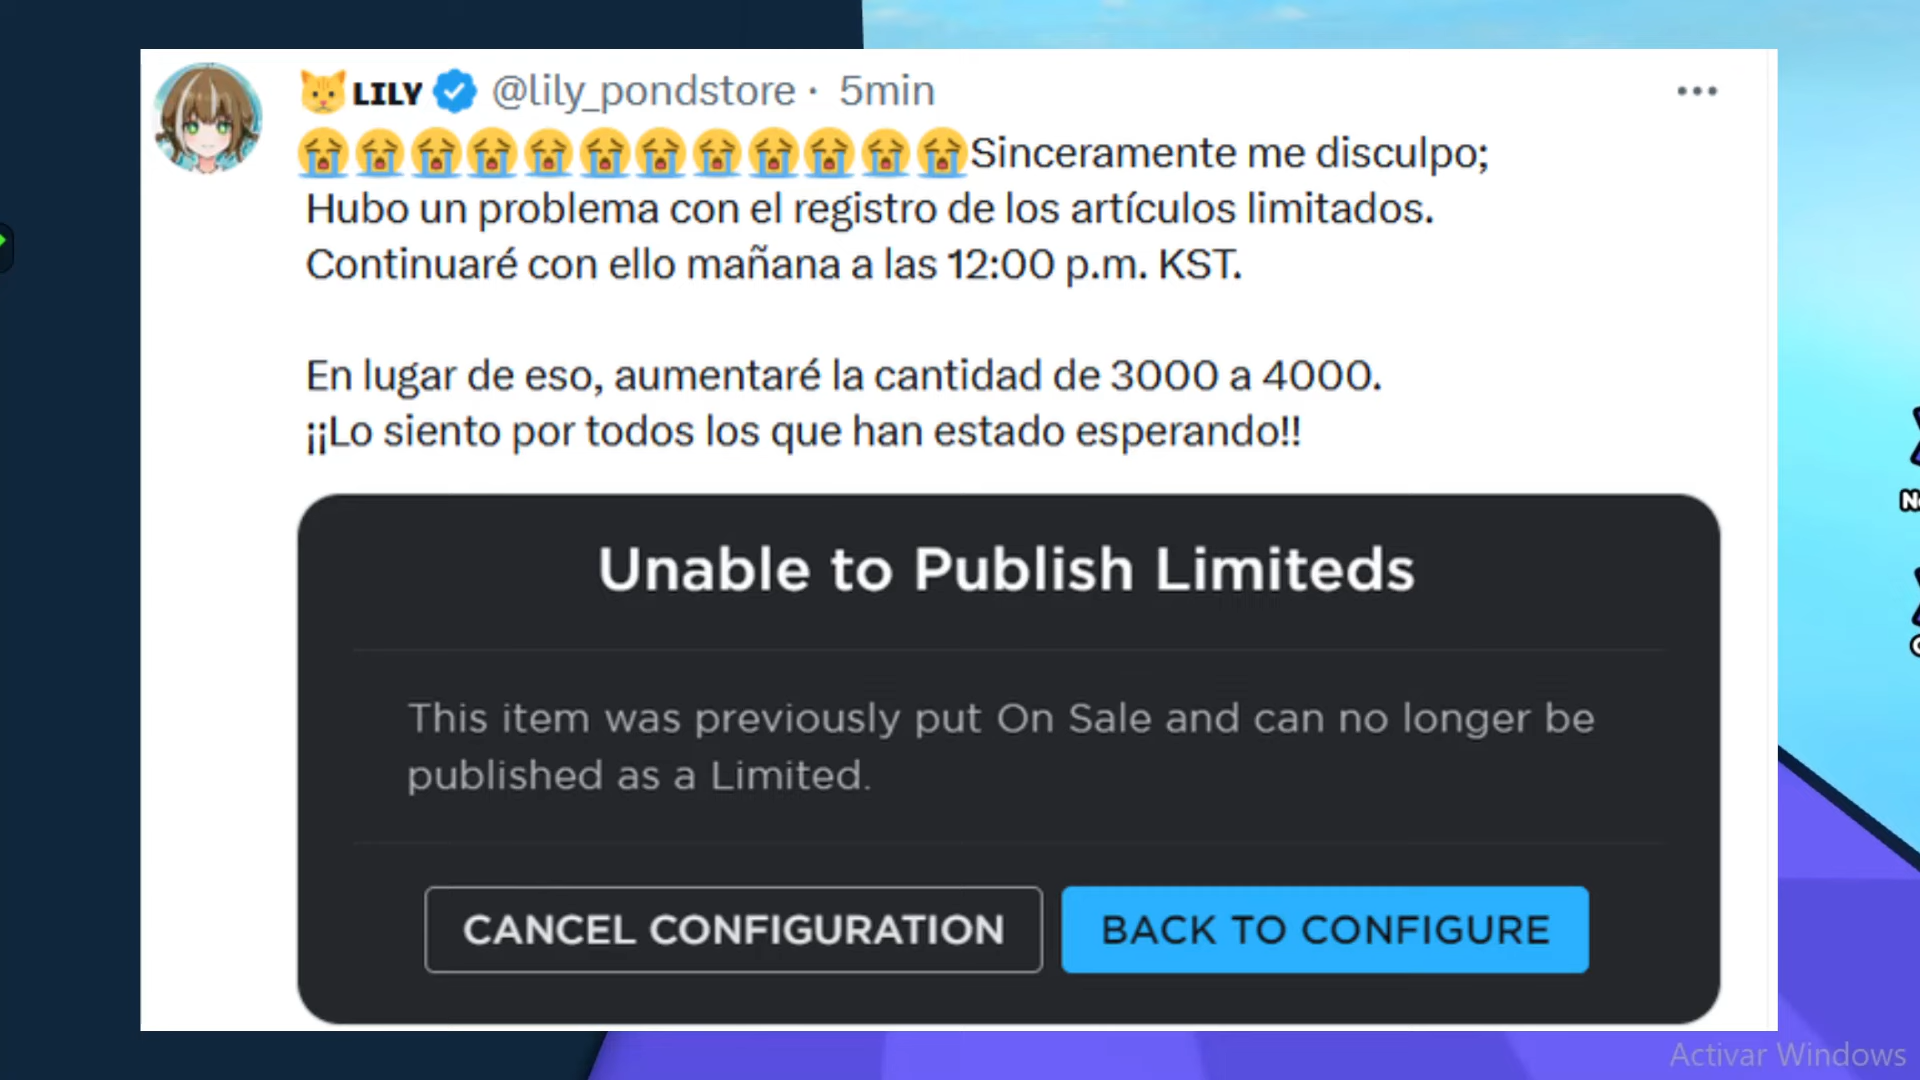 🐱LILY @lily_pondstore · 5min
😭😭😭😭😭😭😭😭😭😭😭😭Sinceramente me disculpo;
Hubo un problema con el registro de los artículos limitados.
Continuaré con ello mañana a las 12:00 p.m. KST.
En lugar de eso, aumentaré la cantidad de 3000 a 4000.
¡¡Lo siento por todos los que han estado esperando!!
Unable to Publish Limiteds
This item was previously put On Sale and can no longer be
published as a Limited.
CANCEL CONFIGURATION
BACK TO CONFIGURE
Activar Windows